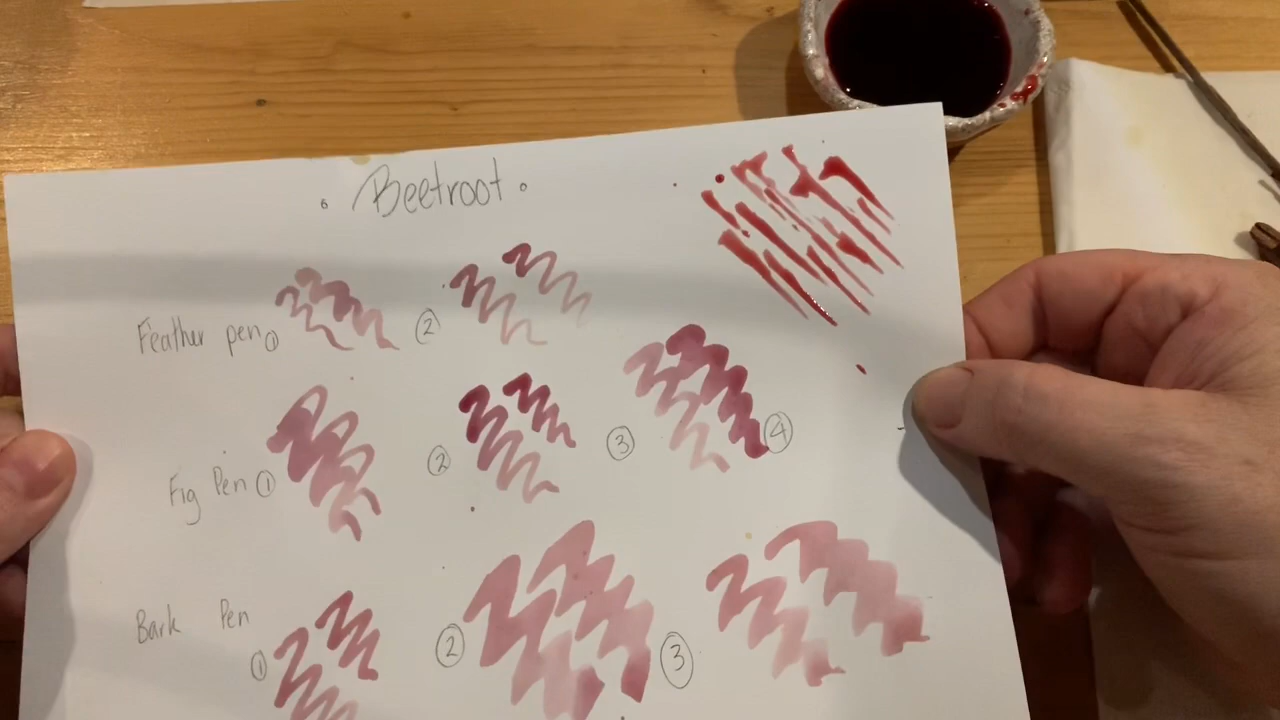 Beetroot
Feather pen ① ②
Fig Pen ① ② ③ ④
Bark Pen
① ② ③